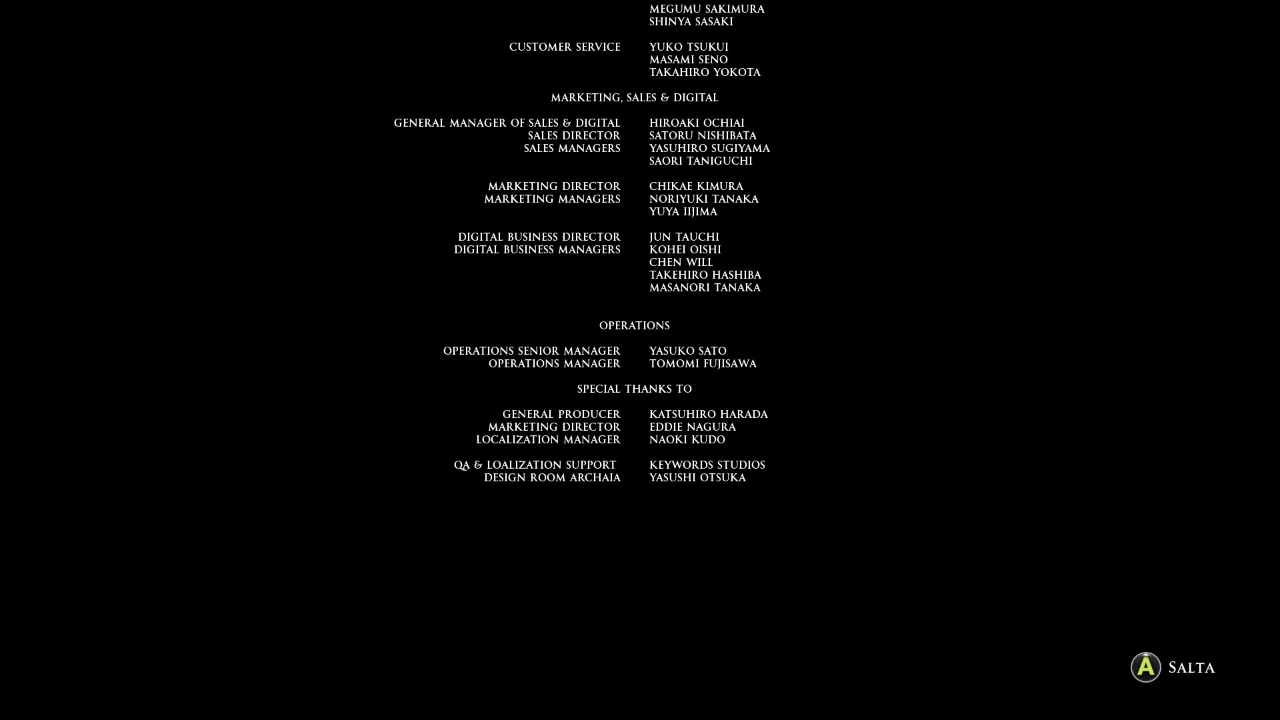 MEGUMU SAKIMURA
SHINYA SASAKI
CUSTOMER SERVICE YUKO TSUKUI
MASAMI SENO
TAKAHIRO YOKOTA
MARKETING, SALES & DIGITAL
GENERAL MANAGER OF SALES & DIGITAL HIROAKI OCHIAI
SALES DIRECTOR SATORU NISHIBATA
SALES MANAGERS YASUHIRO SUGIYAMA
SAORI TANIGUCHI
MARKETING DIRECTOR CHIKAE KIMURA
MARKETING MANAGERS NORIYUKI TANAKA
YUYA IIJIMA
DIGITAL BUSINESS DIRECTOR JUN TAUCHI
DIGITAL BUSINESS MANAGERS KOHEI OISHI
CHEN WILL
TAKEHIRO HASHIBA
MASANORI TANAKA
OPERATIONS
OPERATIONS SENIOR MANAGER YASUKO SATO
OPERATIONS MANAGER TOMOMI FUJISAWA
SPECIAL THANKS TO
GENERAL PRODUCER KATSUHIRO HARADA
MARKETING DIRECTOR EDDIE NAGURA
LOCALIZATION MANAGER NAOKI KUDO
QA & LOALIZATION SUPPORT KEYWORDS STUDIOS
DESIGN ROOM ARCHAIA YASUSHI OTSUKA
A SALTA